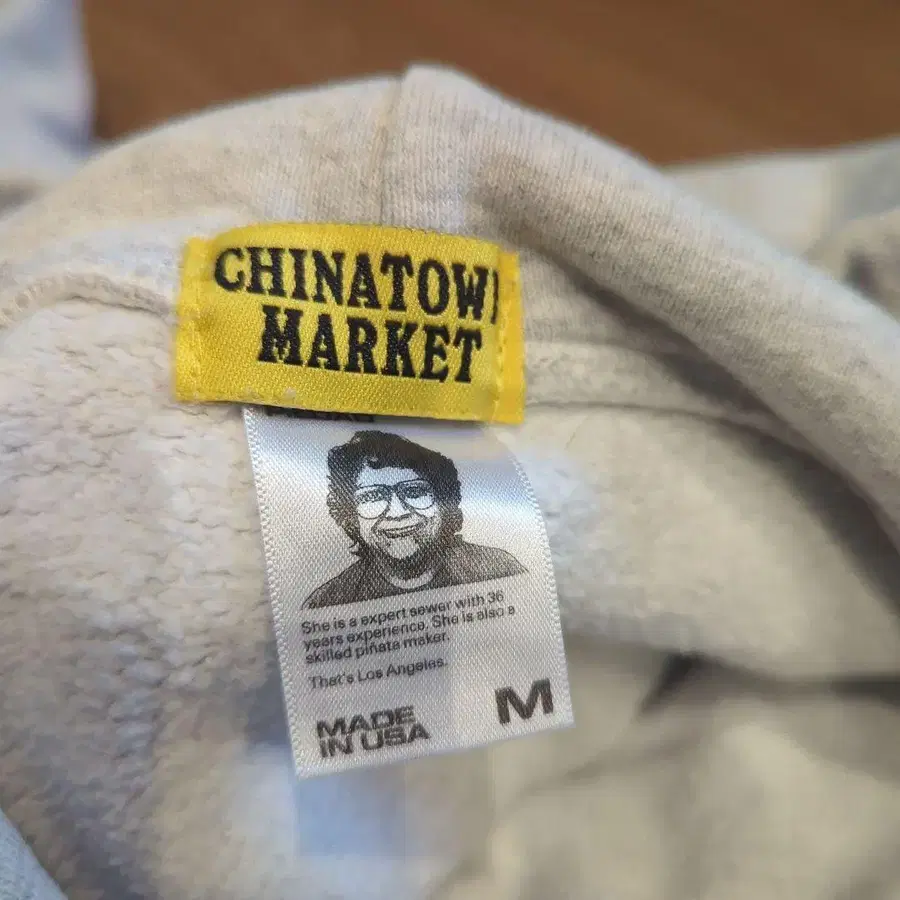 CHINATOWN
MARKET
She is a expert sewer with 36
years experience. She is also a
skilled piñata maker.
That's Los Angeles.
MADE
IN USA
M